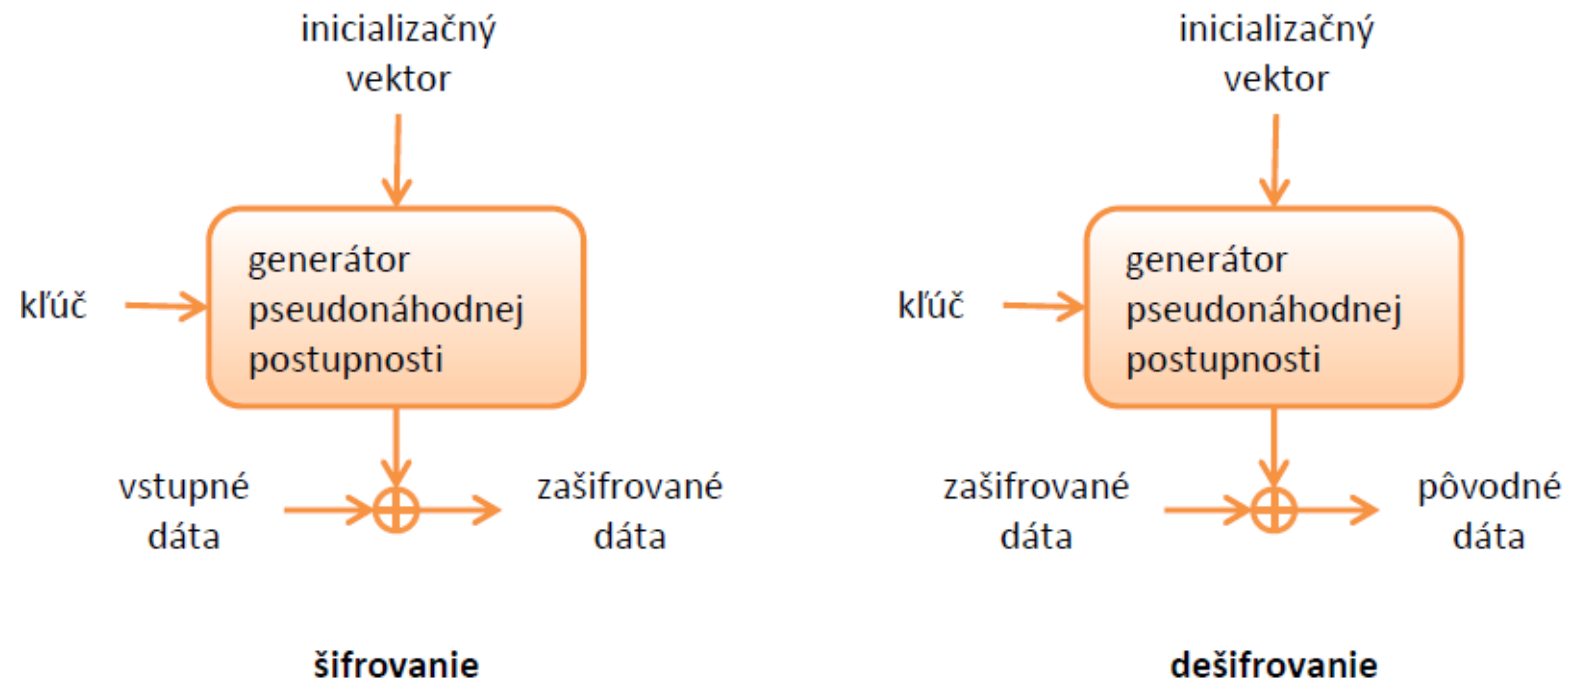 inicializačný
vektor
kľúč
generátor
pseudonáhodnej
postupnosti
vstupné
dáta
zašifrované
dáta
šifrovanie
inicializačný
vektor
kľúč
generátor
pseudonáhodnej
postupnosti
zašifrované
dáta
pôvodné
dáta
dešifrovanie